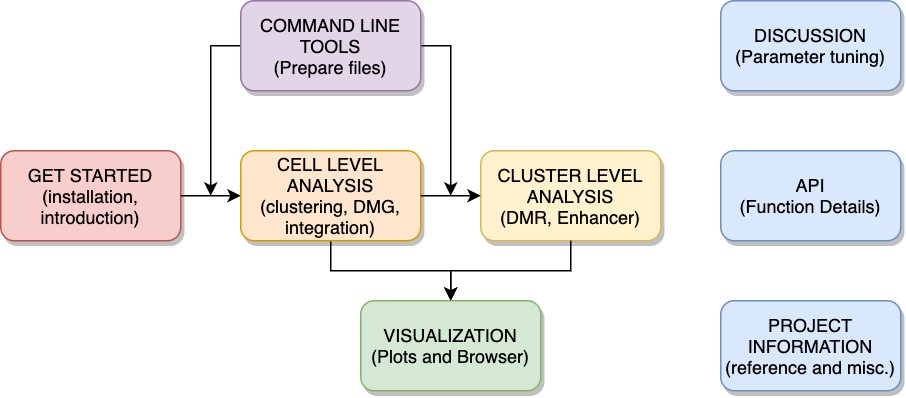 COMMAND LINE
TOOLS
(Prepare files)
DISCUSSION
(Parameter tuning)
GET STARTED
(installation,
introduction)
CELL LEVEL
ANALYSIS
(clustering, DMG,
integration)
CLUSTER LEVEL
ANALYSIS
(DMR, Enhancer)
API
(Function Details)
VISUALIZATION
(Plots and Browser)
PROJECT
INFORMATION
(reference and misc.)